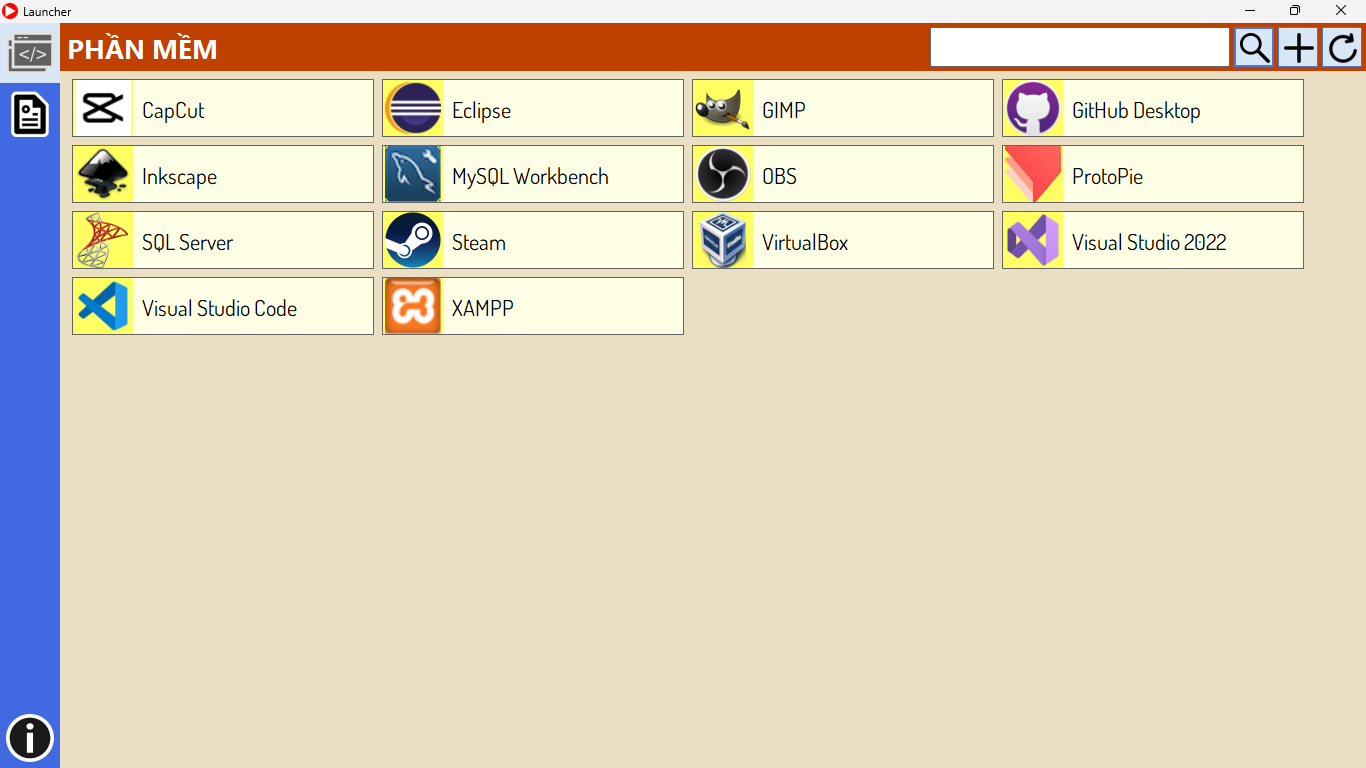 Launcher
</>
PHẦN MỀM
CapCut
Eclipse
GIMP
GitHub Desktop
Inkscape
MySQL Workbench
OBS
ProtoPie
SQL Server
Steam
VirtualBox
Visual Studio 2022
Visual Studio Code
XAMPP